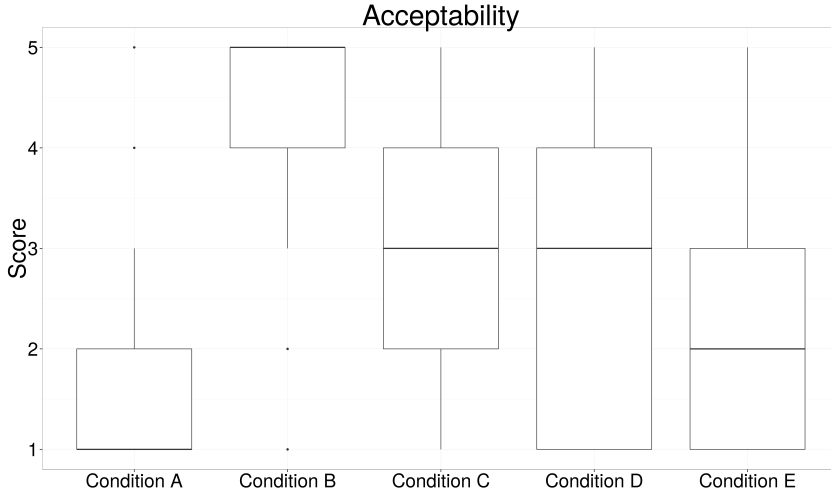 Acceptability
Score
5
4
3
2
1
Condition A
Condition B
Condition C
Condition D
Condition E